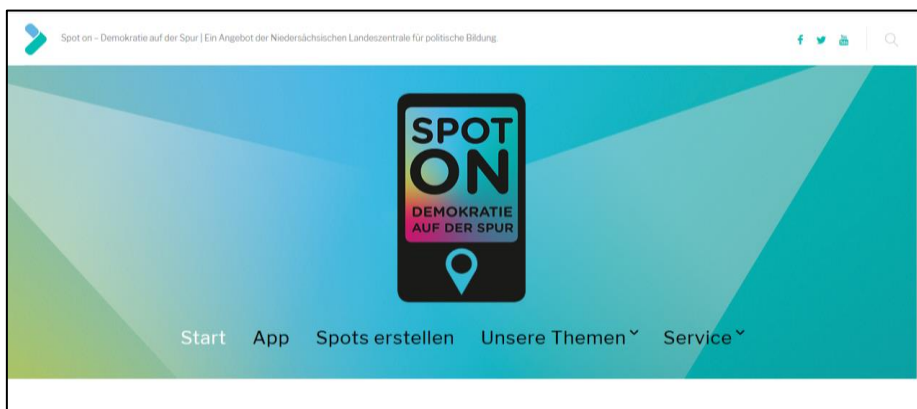 Spot on – Demokratie auf der Spur | Ein Angebot der Niedersächsischen Landeszentrale für politische Bildung.
SPOT
ON
DEMOKRATIE
AUF DER SPUR
Start App Spots erstellen Unsere Themen Service